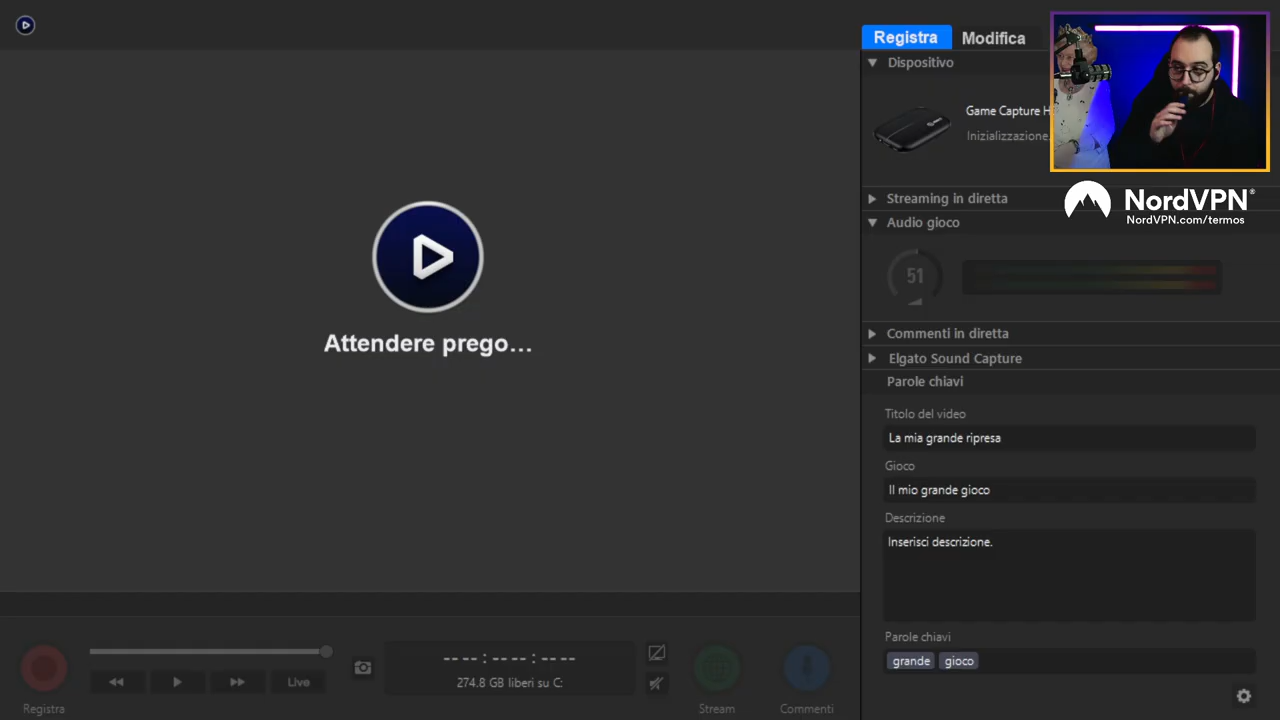 Registra
Modifica
Dispositivo
Game Capture H
Inizializzazione
NordVPN®
NordVPN.com/termos
Streaming in diretta
Audio gioco
51
Attendere prego...
Commenti in diretta
Elgato Sound Capture
Parole chiavi
Titolo del video
La mia grande ripresa
Gioco
Il mio grande gioco
Descrizione
Inserisci descrizione.
Parole chiavi
grande gioco
-- -- : -- -- : -- --
274.8 GB liberi su C:
Live
Registra
Stream
Commenti